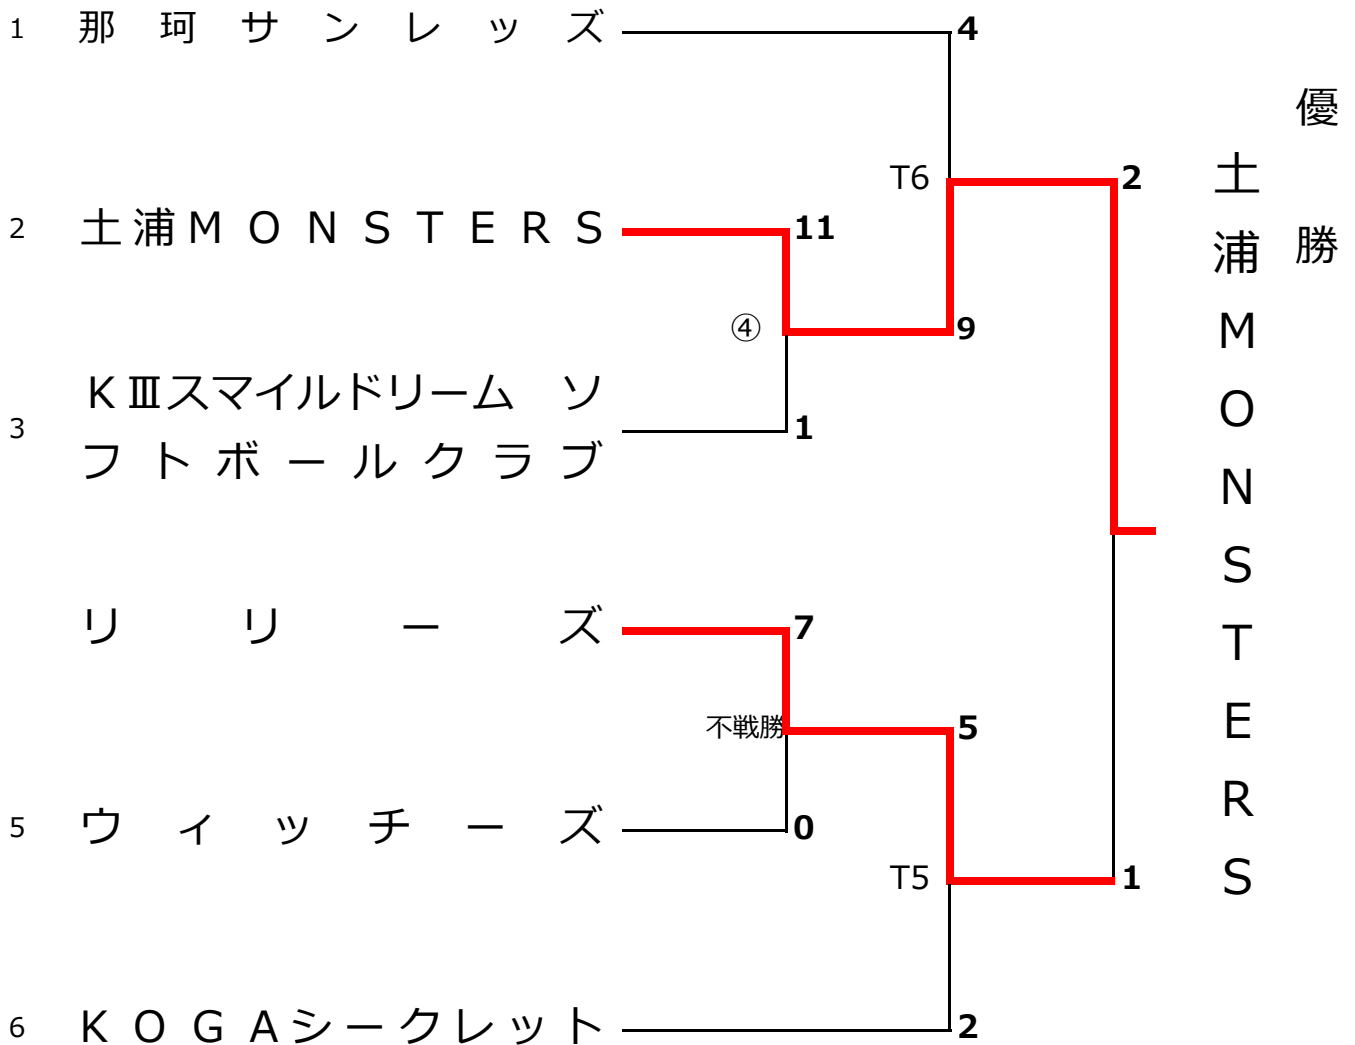 1 那珂サンレッズ 4
優勝
T6 2
2 土浦MONSTERS 11
④ 9
3 KⅢスマイルドリーム ソ
フトボールクラブ 1
土浦MONSTERS
リリーズ 7
不戦勝 5
5 ウィッチーズ 0
T5 1
6 KOGAシークレット 2